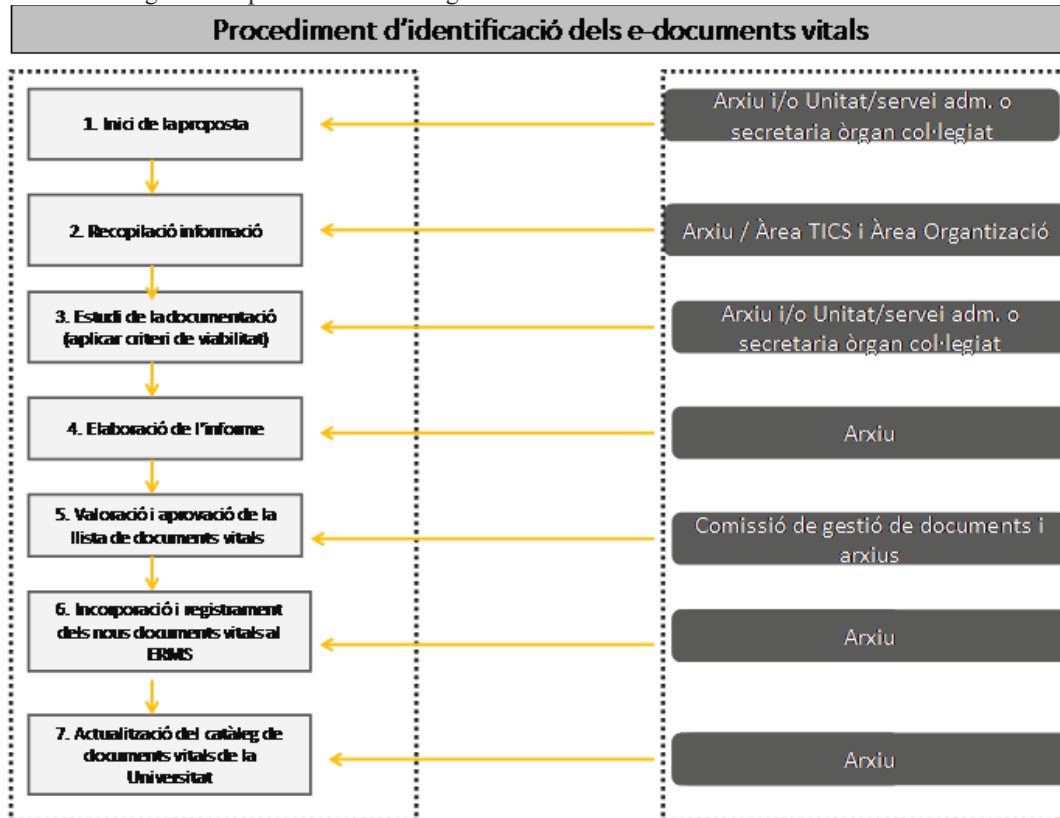 Procediment d'identificació dels e-documents vitals
1. Inici de la proposta
Arxiu i/o Unitat/servei adm. o
secretaria òrgan col·legiat
2. Recopilació informació
Arxiu / Àrea TICS i Àrea Organtizació
3. Estudi de la documentació
(aplicar criteri de viabilitat)
Arxiu i/o Unitat/servei adm. o
secretaria òrgan col·legiat
4. Elaboració de l'informe
Arxiu
5. Valoració i aprovació de la
llista de documents vitals
Comissió de gestió de documents i
arxius
6. Incorporació i registrament
dels nous documents vitals al
ERMS
Arxiu
7. Actualització del catàleg de
documents vitals de la
Universitat
Arxiu